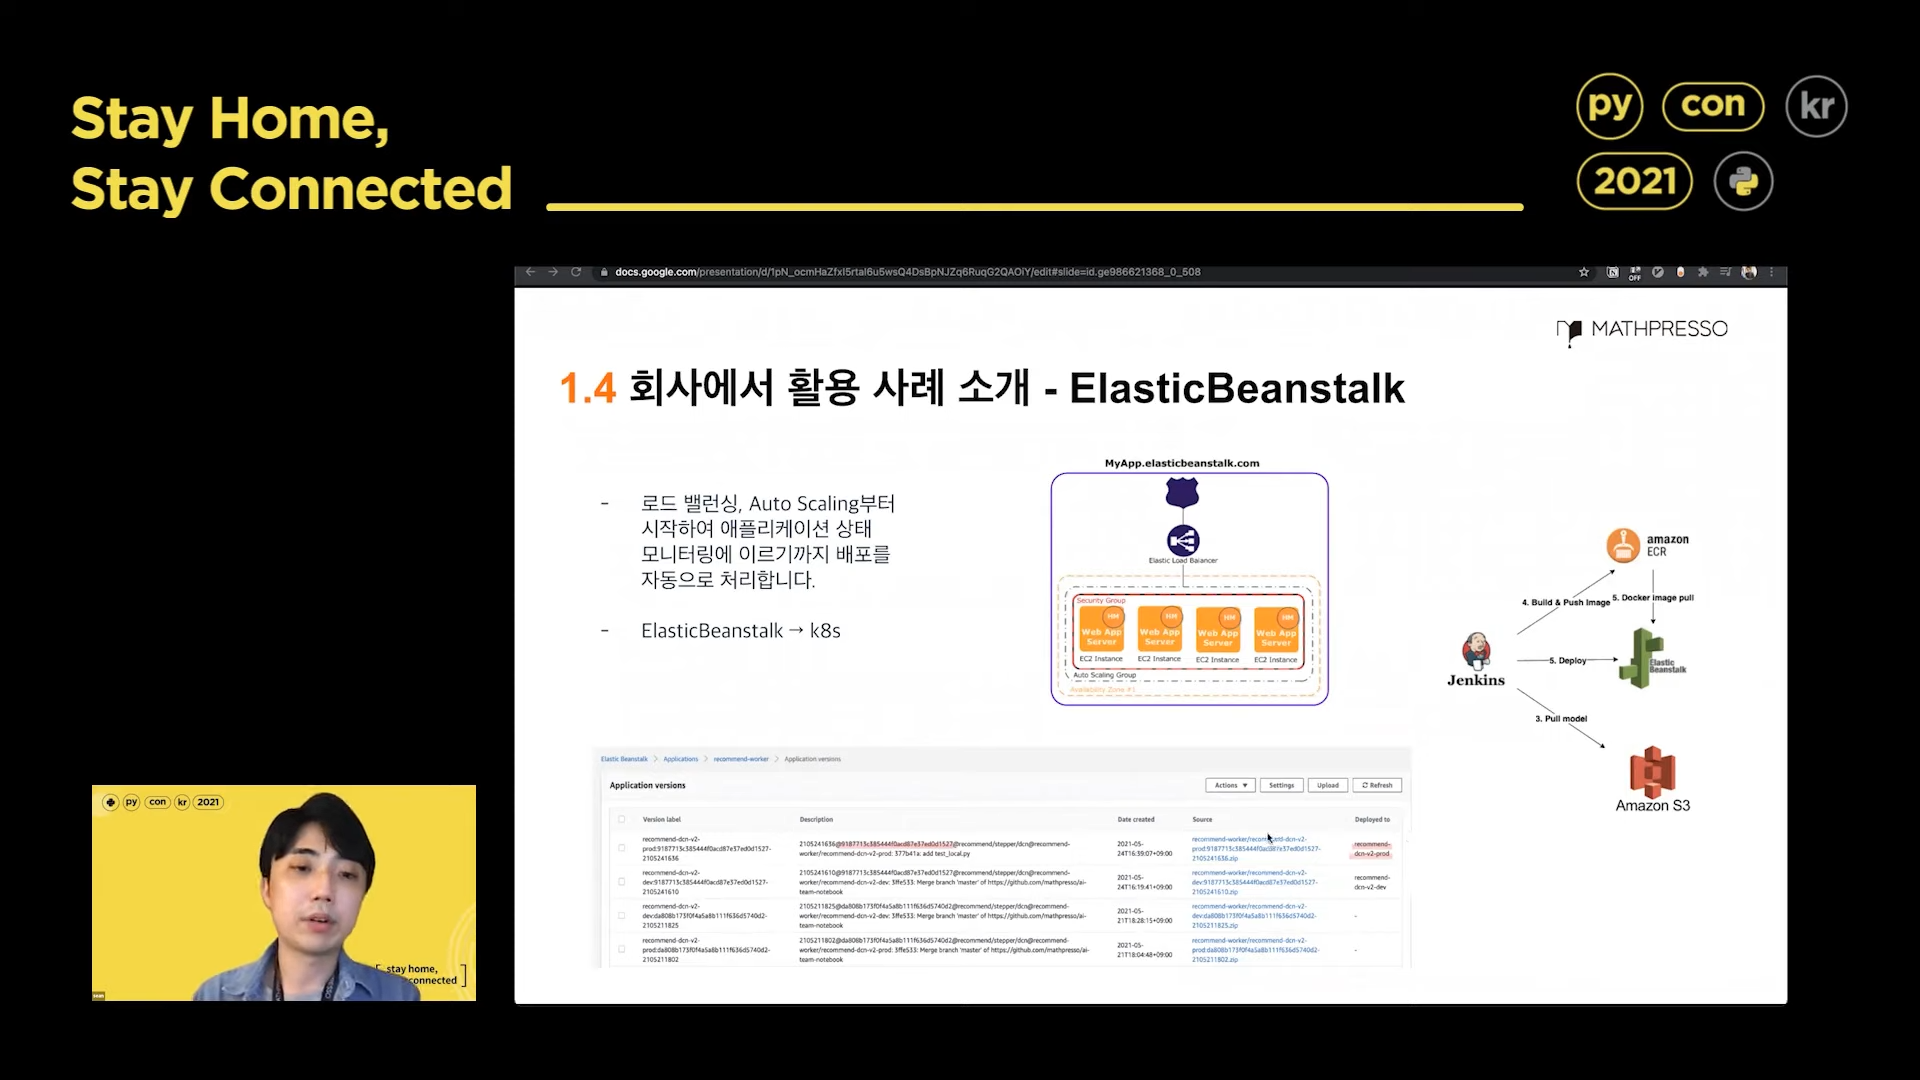 Stay Home,
Stay Connected
py con kr
2021
docs.google.com/presentation/d/1pN_ocmHaZfxI5rtaI6u5wsQ4DsBpNJZq6RuqG2QAOiY/edit#slide=id.ge986621368_0_508
OFF
MATHPRESSO
1.4 회사에서 활용 사례 소개 - ElasticBeanstalk
- 로드 밸런싱, Auto Scaling부터
시작하여 애플리케이션 상태
모니터링에 이르기까지 배포를
자동으로 처리합니다.
- ElasticBeanstalk → k8s
MyApp.elasticbeanstalk.com
Elastic Load Balancer
Security Group
HM HM HM HM
Web App Web App Web App Web App
Server Server Server Server
EC2 Instance EC2 Instance EC2 Instance EC2 Instance
Auto Scaling Group
Availability Zone #1
amazon
ECR
4. Build & Push Image
5. Docker image pull
Jenkins
5. Deploy
Elastic
Beanstalk
3. Pull model
Amazon S3
Elastic Beanstalk > Applications > recommend-worker > Application versions
Application versions
Actions ▼ Settings Upload Refresh
Version label Description Date created Source Deployed to
recommend-dcn-v2-
prod:9187713c385444f0acd87e37ed0d1527-
2105241636
2105241636@9187713c385444f0acd87e37ed0d1527@recommend/stepper/dcn@recommend-
worker/recommend-dcn-v2-prod: 377b41a: add test_local.py
2021-05-
24T16:39:07+09:00
recommend-worker/recommend-dcn-v2-
prod:9187713c385444f0acd87e37ed0d1527-
2105241636.zip
recommend-
dcn-v2-prod
recommend-dcn-v2-
dev:9187713c385444f0acd87e37ed0d1527-
2105241610
2105241610@9187713c385444f0acd87e37ed0d1527@recommend/stepper/dcn@recommend-
worker/recommend-dcn-v2-dev: 3ffe533: Merge branch 'master' of https://github.com/mathpresso/ai-
team-notebook
2021-05-
24T16:19:41+09:00
recommend-worker/recommend-dcn-v2-
dev:9187713c385444f0acd87e37ed0d1527-
2105241610.zip
recommend-
dcn-v2-dev
recommend-dcn-v2-
dev:da808b173f0f4a5a8b111f636d5740d2-
2105211825
2105211825@da808b173f0f4a5a8b111f636d5740d2@recommend/stepper/dcn@recommend-
worker/recommend-dcn-v2-dev: 3ffe533: Merge branch 'master' of https://github.com/mathpresso/ai-
team-notebook
2021-05-
21T18:28:15+09:00
recommend-worker/recommend-dcn-v2-
dev:da808b173f0f4a5a8b111f636d5740d2-
2105211825.zip
-
recommend-dcn-v2-
prod:da808b173f0f4a5a8b111f636d5740d2-
2105211802
2105211802@da808b173f0f4a5a8b111f636d5740d2@recommend/stepper/dcn@recommend-
worker/recommend-dcn-v2-prod: 3ffe533: Merge branch 'master' of https://github.com/mathpresso/ai-
team-notebook
2021-05-
21T18:04:48+09:00
recommend-worker/recommend-dcn-v2-
prod:da808b173f0f4a5a8b111f636d5740d2-
2105211802.zip
-
py con kr 2021
stay home,
connected